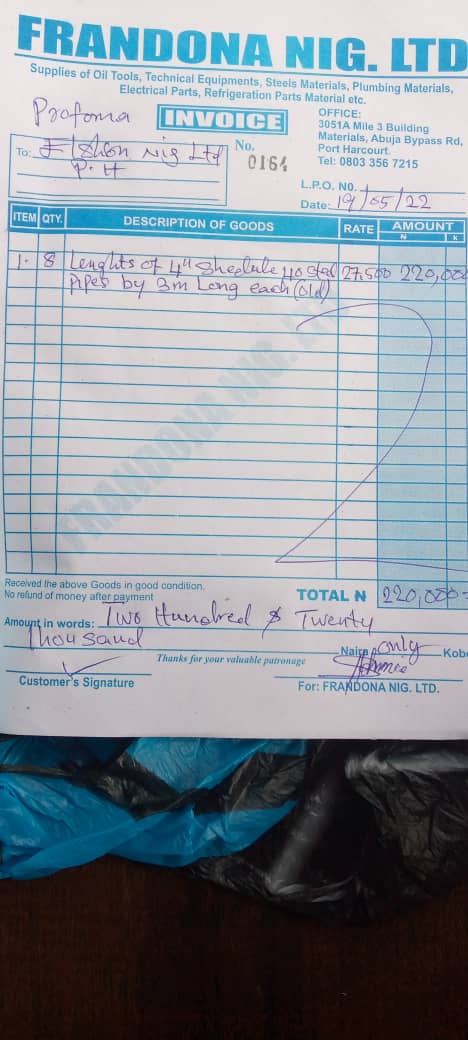 FRANDONA NIG. LTD
Supplies of Oil Tools, Technical Equipments, Steels Materials, Plumbing Materials,
Electrical Parts, Refrigeration Parts Material etc.
Profoma
INVOICE
OFFICE:
3051A Mile 3 Building
Materials, Abuja Bypass Rd,
Port Harcourt.
Tel: 0803 356 7215
To: Nig Ltd
P. H
No.
0164
L.P.O. NO.
Date: 19/05/22
ITEM QTY. DESCRIPTION OF GOODS RATE AMOUNT
N K
1. 8 Lenghts of 4" Shedule 40 27,500 220,000
Pipes by 3m Long each (old)
FRANDONA NIG. LTD
Received the above Goods in good condition.
No refund of money after payment
TOTAL N 220,000=
Amount in words: Two Hundred & Twenty
Thousand
Naira only Kobo
Thanks for your valuable patronage
Customer's Signature
For: FRANDONA NIG. LTD.